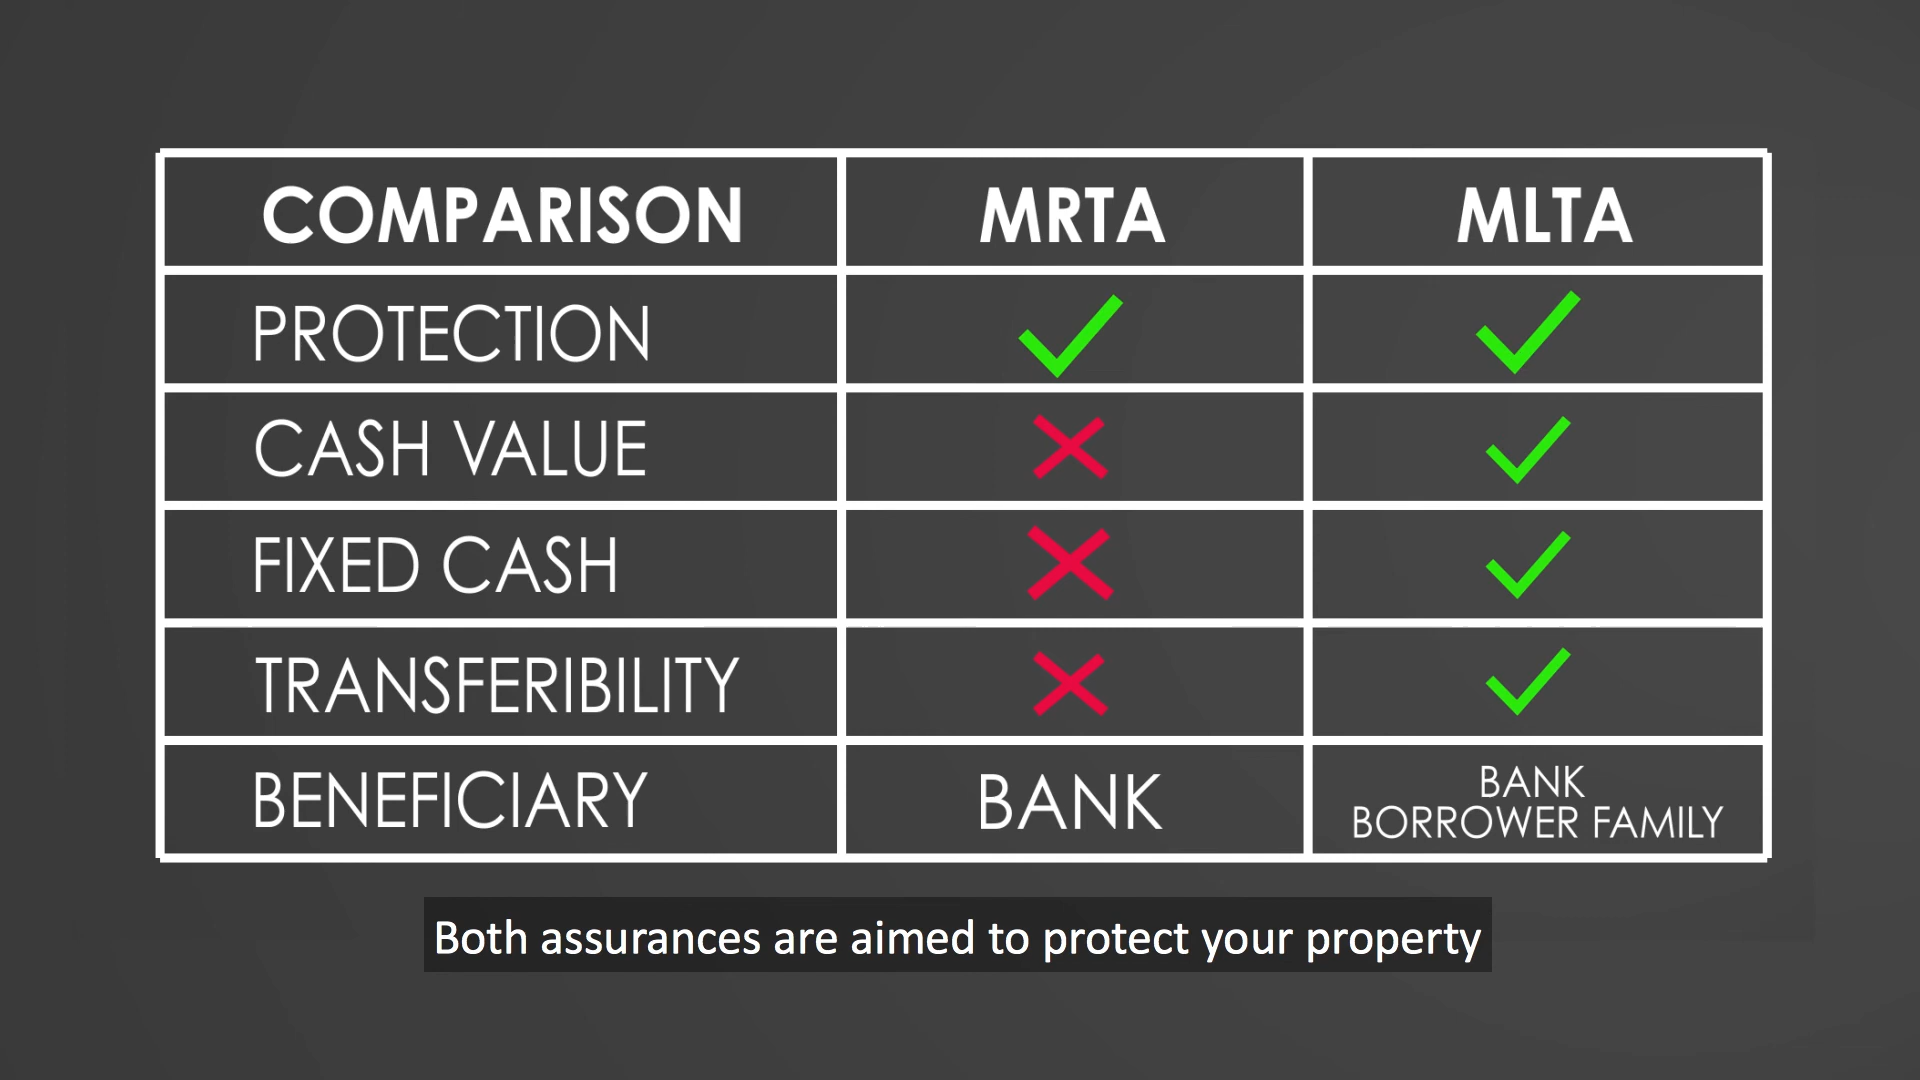 COMPARISON MRTA MLTA
PROTECTION
CASH VALUE
FIXED CASH
TRANSFERIBILITY
BENEFICIARY BANK BANK
BORROWER FAMILY
Both assurances are aimed to protect your property